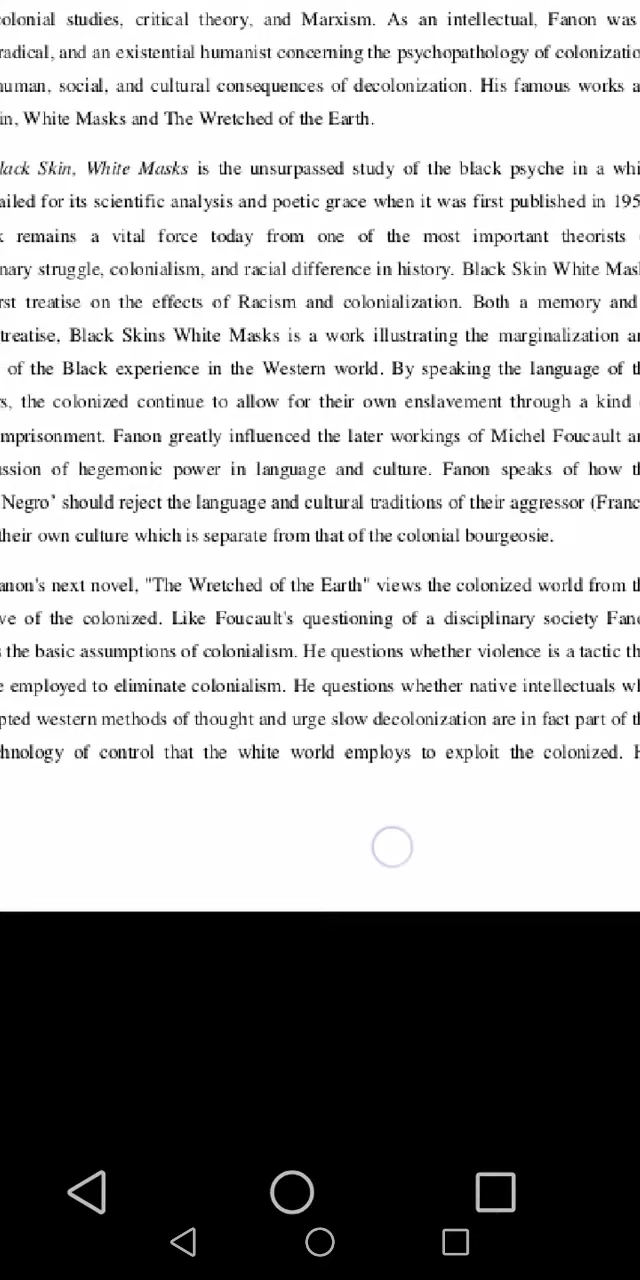 olonial studies, critical theory, and Marxism. As an intellectual, Fanon was
radical, and an existential humanist concerning the psychopathology of colonizatio
human, social, and cultural consequences of decolonization. His famous works a
in, White Masks and The Wretched of the Earth.
lack Skin, White Masks is the unsurpassed study of the black psyche in a whi
ailed for its scientific analysis and poetic grace when it was first published in 195
k remains a vital force today from one of the most important theorists
nary struggle, colonialism, and racial difference in history. Black Skin White Mas
rst treatise on the effects of Racism and colonialization. Both a memory and
treatise, Black Skins White Masks is a work illustrating the marginalization a
of the Black experience in the Western world. By speaking the language of th
s, the colonized continue to allow for their own enslavement through a kind
mprisonment. Fanon greatly influenced the later workings of Michel Foucault a
ussion of hegemonic power in language and culture. Fanon speaks of how th
Negro' should reject the language and cultural traditions of their aggressor (Franc
their own culture which is separate from that of the colonial bourgeosie.
anon's next novel, "The Wretched of the Earth" views the colonized world from th
ve of the colonized. Like Foucault's questioning of a disciplinary society Fano
s the basic assumptions of colonialism. He questions whether violence is a tactic th
e employed to eliminate colonialism. He questions whether native intellectuals wh
pted western methods of thought and urge slow decolonization are in fact part of th
chnology of control that the white world employs to exploit the colonized. H